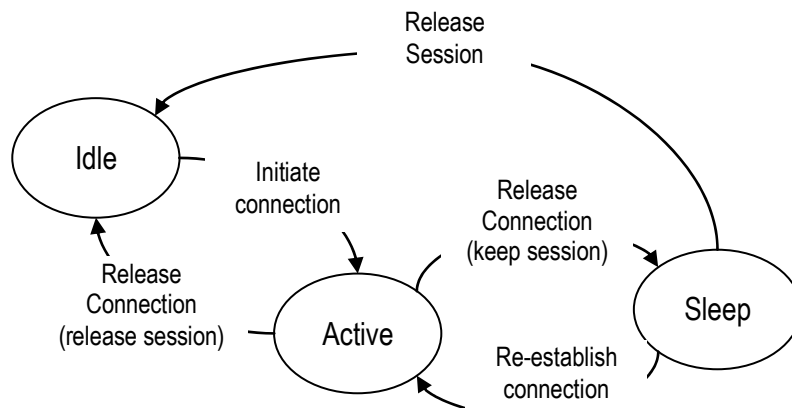 Release
Session
Idle
Initiate
connection
Release
Connection
(keep session)
Release
Connection
(release session)
Active
Sleep
Re-establish
connection